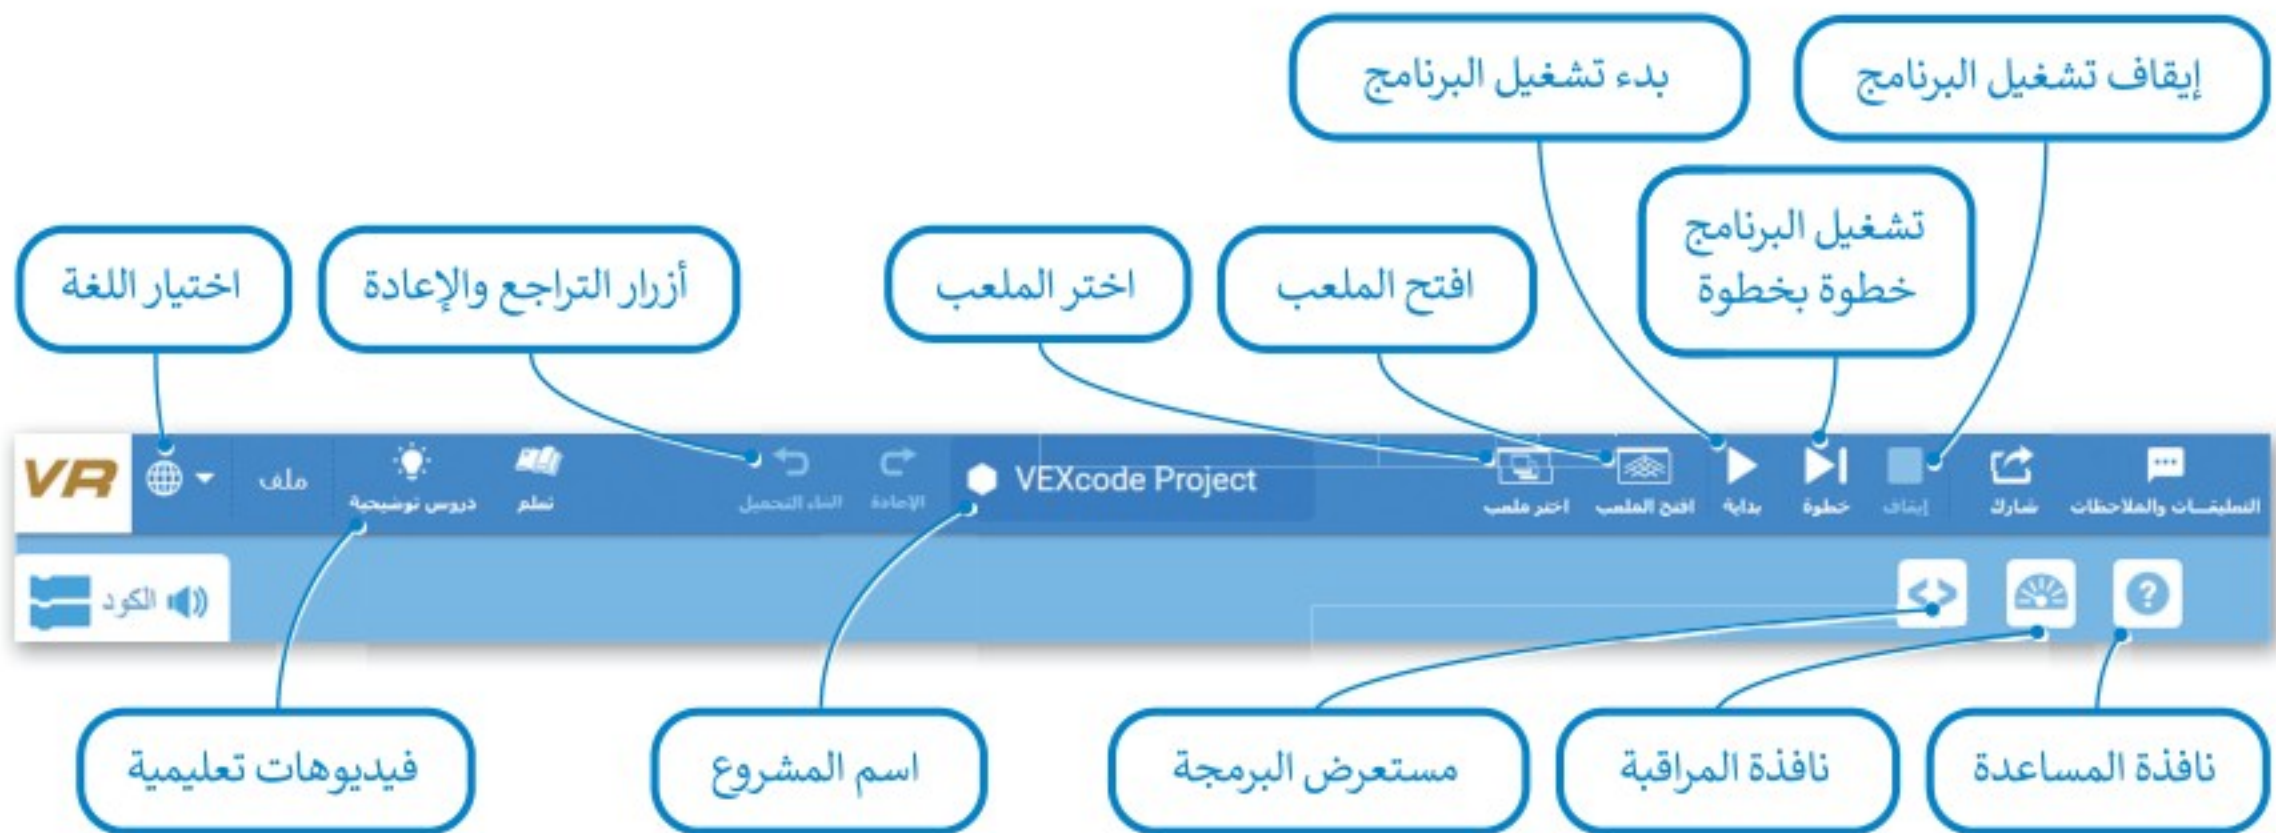 بدء تشغيل البرنامج
إيقاف تشغيل البرنامج
تشغيل البرنامج
خطوة بخطوة
اختيار اللغة
أزرار التراجع والإعادة
اختر الملعب
افتح الملعب
VR
ملف
دروس توضيحية
تعلم
الغاء التحميل
الإعادة
VEXcode Project
اختر ملعب
افتح الملعب
بداية
خطوة
إيقاف
شارك
التعليقات والملاحظات
الكود
فيديوهات تعليمية
اسم المشروع
مستعرض البرمجة
نافذة المراقبة
نافذة المساعدة